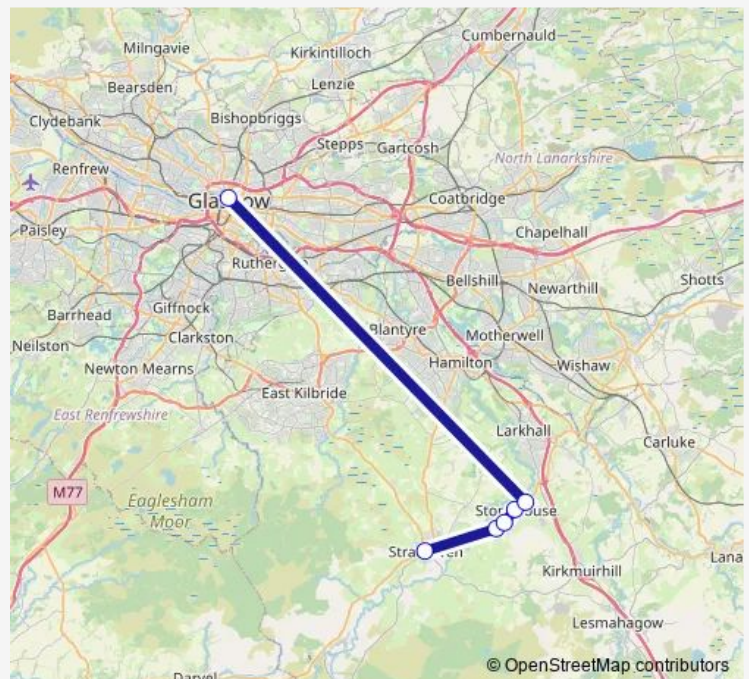 Cumbernauld
Milngavie
Kirkintilloch
Bearsden
Lenzie
Clydebank
Bishopbriggs
Stepps
Gartcosh
North Lanarkshire
Renfrew
Coatbridge
Paisley
Chapelhall
Bellshill
Newarthill
Shotts
Giffnock
Barrhead
Blantyre
Motherwell
Neilston
Clarkston
Hamilton
Wishaw
Newton Mearns
East Kilbride
East Renfrewshire
Larkhall
Carluke
M77
Eaglesham
Moor
Kirkmuirhill
Lana
Lesmahagow
© OpenStreetMap contributors